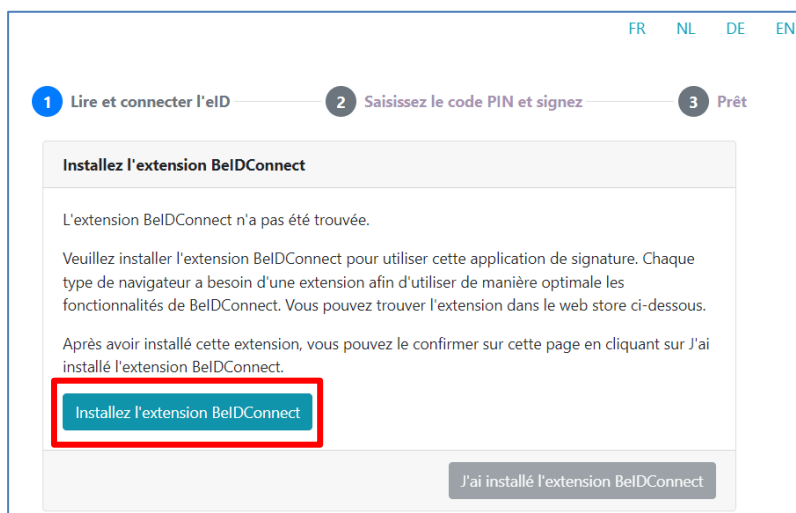 FR NL DE EN
1 Lire et connecter l'eID 2 Saisissez le code PIN et signez 3 Prêt
Installez l'extension BeIDConnect
L'extension BeIDConnect n'a pas été trouvée.
Veuillez installer l'extension BeIDConnect pour utiliser cette application de signature. Chaque
type de navigateur a besoin d'une extension afin d'utiliser de manière optimale les
fonctionnalités de BeIDConnect. Vous pouvez trouver l'extension dans le web store ci-dessous.
Après avoir installé cette extension, vous pouvez le confirmer sur cette page en cliquant sur J'ai
installé l'extension BeIDConnect.
Installez l'extension BeIDConnect
J'ai installé l'extension BeIDConnect